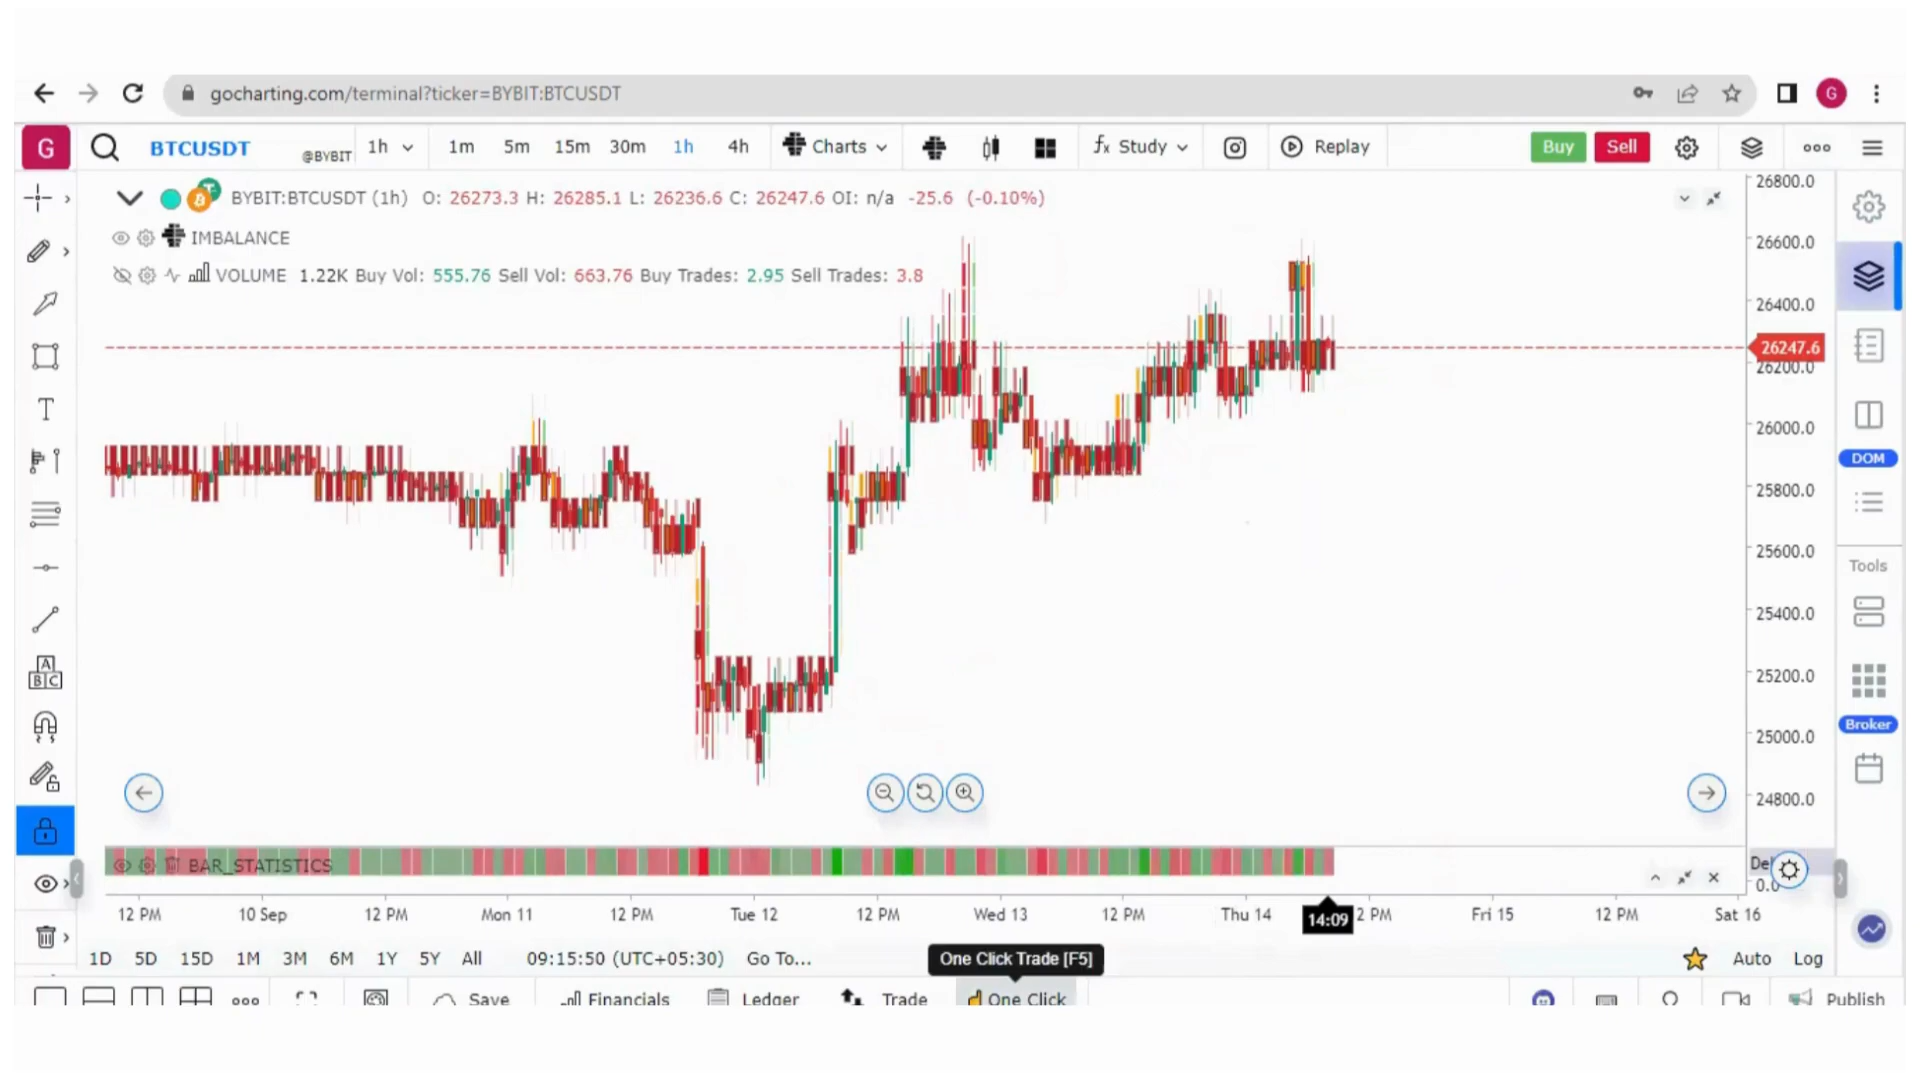 gocharting.com/terminal?ticker=BYBIT:BTCUSDT
G
G BTCUSDT @BYBIT 1h 1m 5m 15m 30m 1h 4h Charts fx Study Replay Buy Sell
BYBIT:BTCUSDT (1h) O: 26273.3 H: 26285.1 L: 26236.6 C: 26247.6 OI: n/a -25.6 (-0.10%)
IMBALANCE
VOLUME 1.22K Buy Vol: 555.76 Sell Vol: 663.76 Buy Trades: 2.95 Sell Trades: 3.8
26800.0
26600.0
26400.0
26247.6
26200.0
26000.0
25800.0
25600.0
25400.0
25200.0
25000.0
24800.0
T
A
B C
DOM
Tools
Broker
BAR_STATISTICS
De
0.0
12 PM 10 Sep 12 PM Mon 11 12 PM Tue 12 12 PM Wed 13 12 PM Thu 14 14:09 2 PM Fri 15 12 PM Sat 16
1D 5D 15D 1M 3M 6M 1Y 5Y All 09:15:50 (UTC+05:30) Go To... One Click Trade [F5] Auto Log
Save Financials Ledger Trade One Click Publish